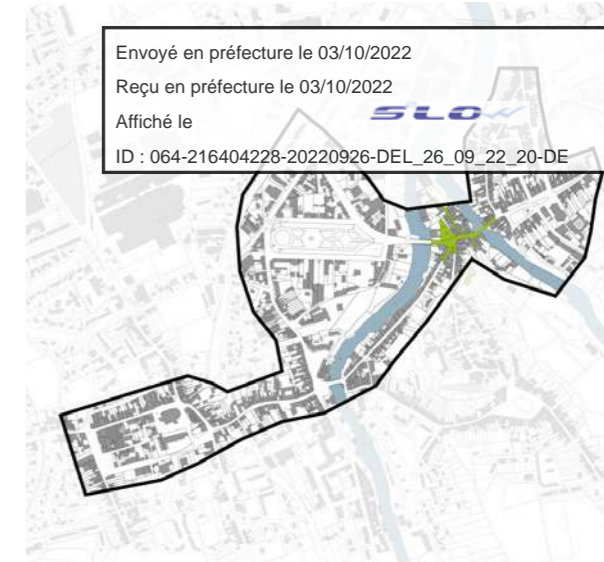 Envoyé en préfecture le 03/10/2022
Reçu en préfecture le 03/10/2022
Affiché le
SLOW
ID : 064-216404228-20220926-DEL_26_09_22_20-DE